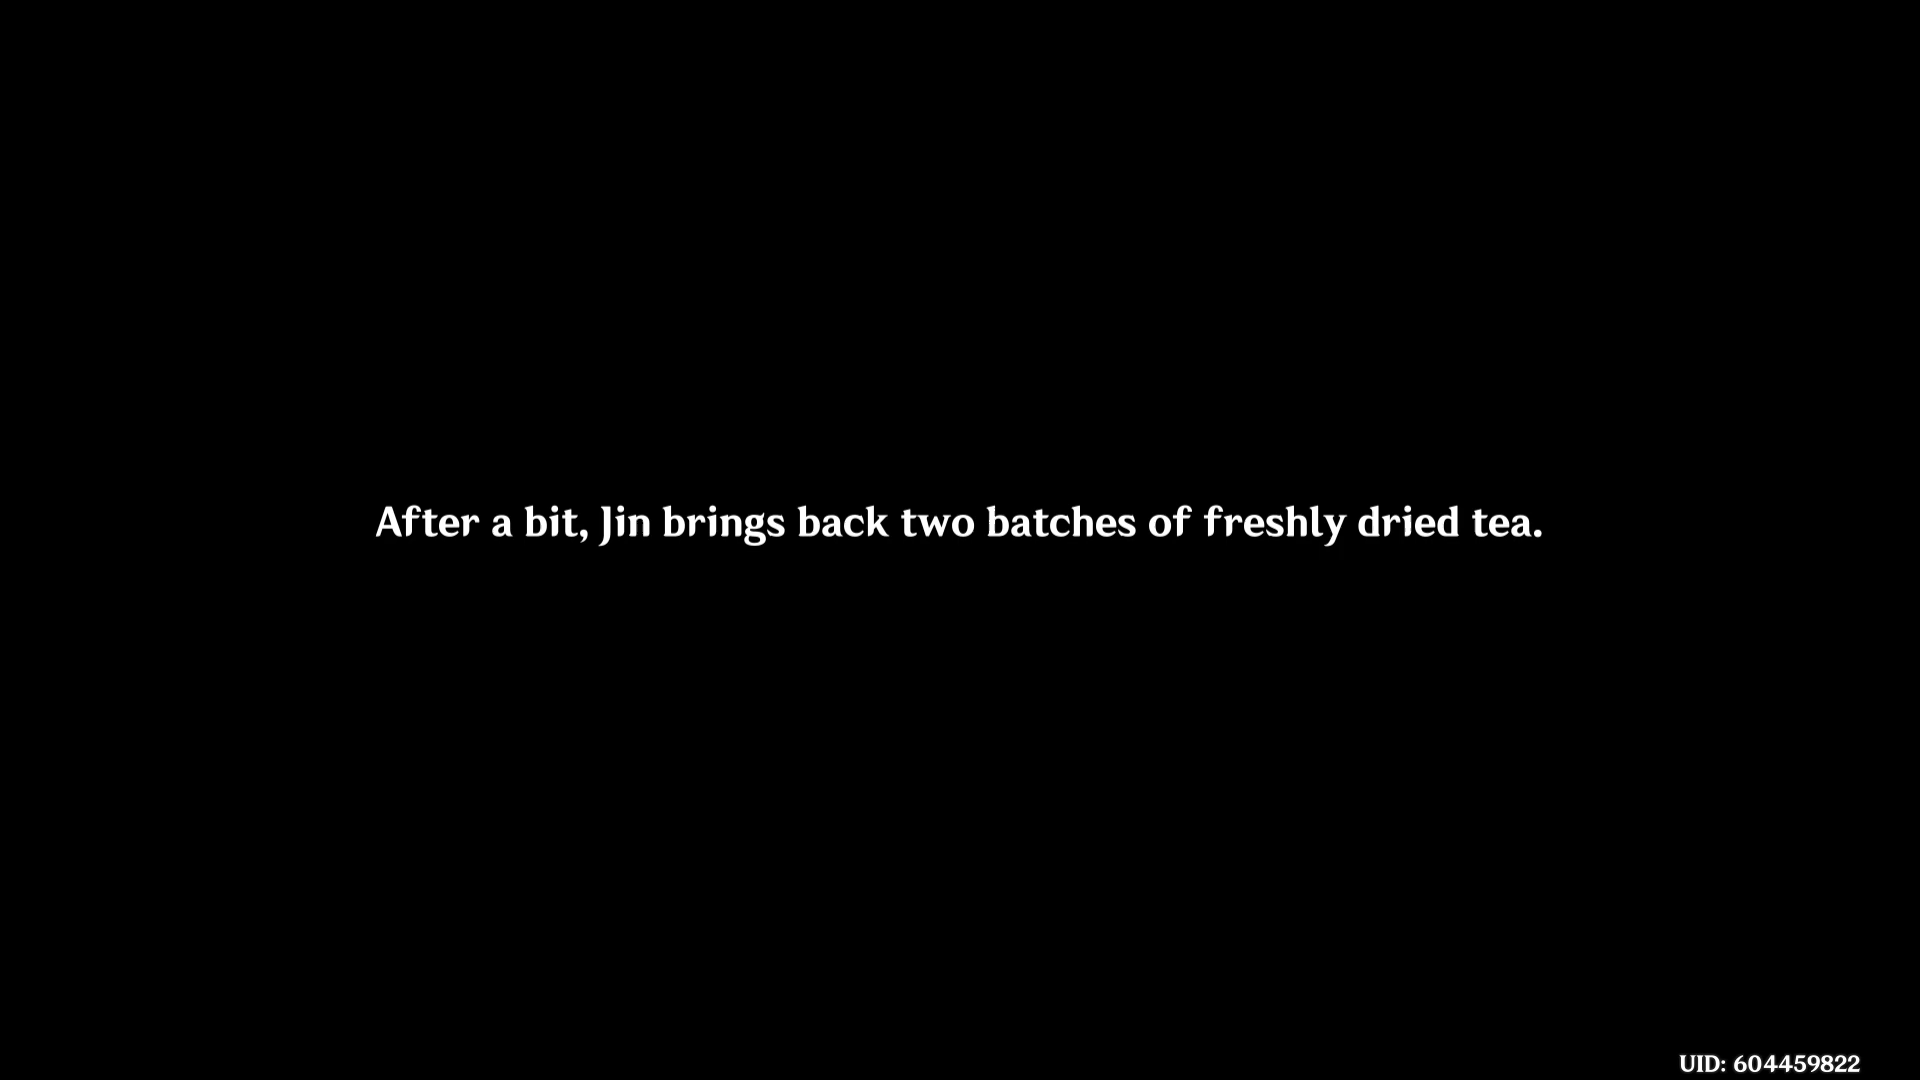 After a bit, Jin brings back two batches of freshly dried tea.
UID: 604459822